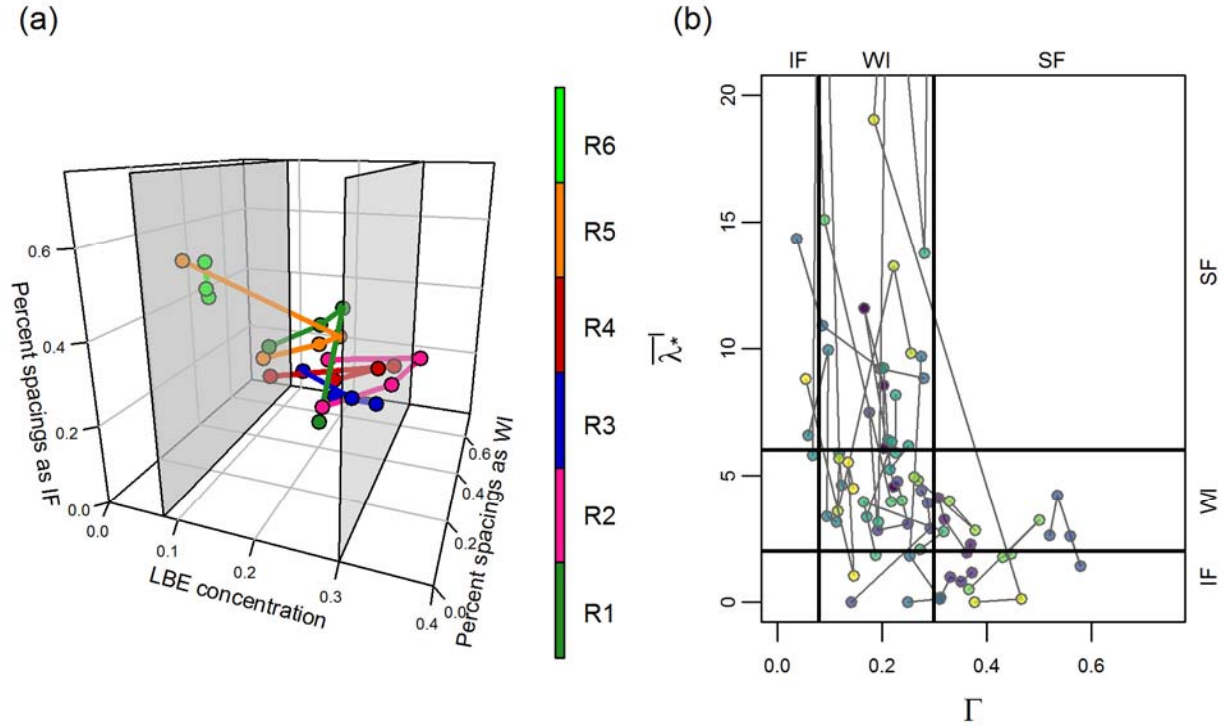 (a)
Percent spacings as IF
0.6
0.4
0.2
0.0
0.0
0.1
0.2
0.3
0.4
LBE concentration
0.0
0.2
0.4
0.6
Percent spacings as WI
R6
R5
R4
R3
R2
R1
(b)
IF WI SF
20
15
10
5
0
λ*ˡ
SF
WI
IF
0.0 0.2 0.4 0.6
Γ